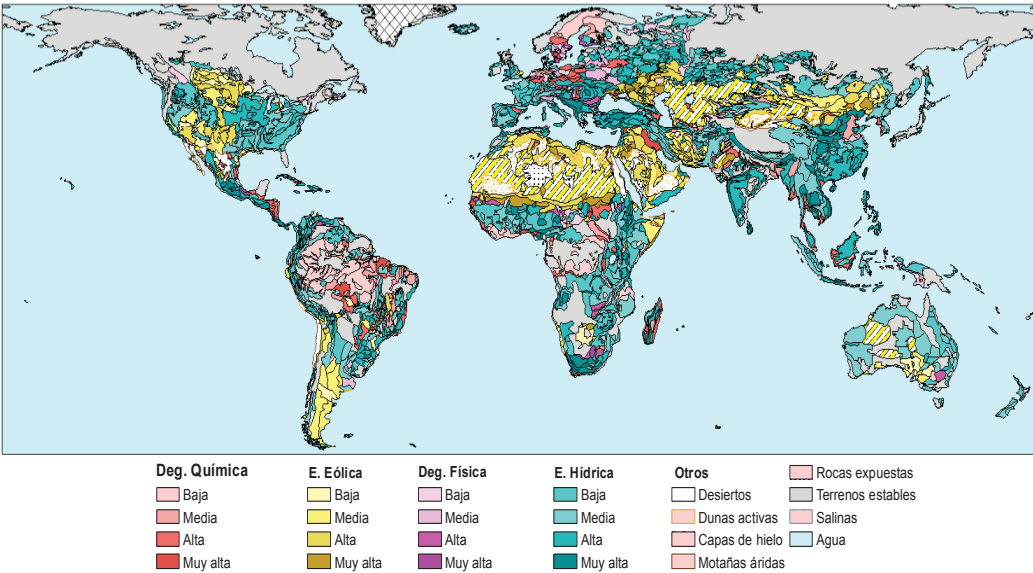 Deg. Química
Baja
Media
Alta
Muy alta
E. Eólica
Baja
Media
Alta
Muy alta
Deg. Física
Baja
Media
Alta
Muy alta
E. Hídrica
Baja
Media
Alta
Muy alta
Otros
Desiertos
Dunas activas
Capas de hielo
Motañas áridas
Rocas expuestas
Terrenos estables
Salinas
Agua